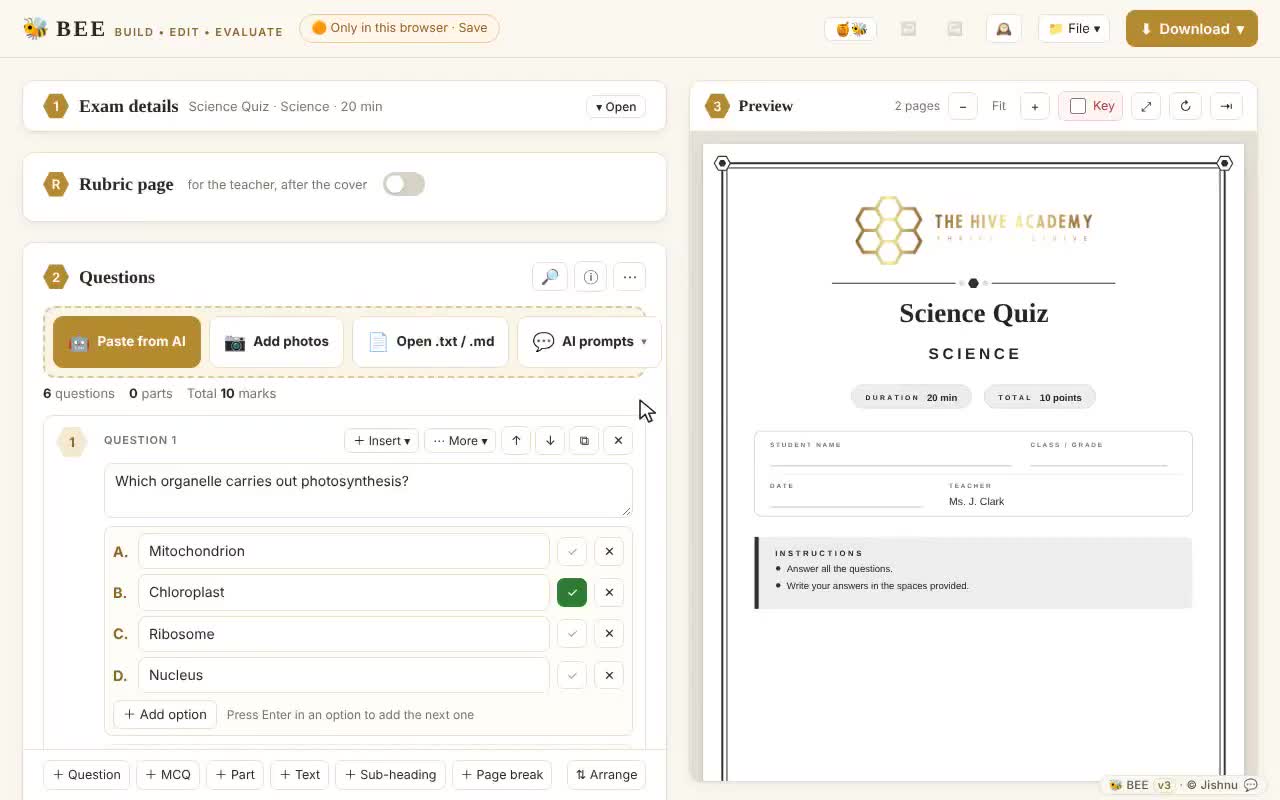 BEE BUILD • EDIT • EVALUATE
Only in this browser · Save
File ▾
Download ▾
1 Exam details Science Quiz · Science · 20 min
▾ Open
R Rubric page for the teacher, after the cover
2 Questions
Paste from AI
Add photos
Open .txt / .md
AI prompts ▾
6 questions 0 parts Total 10 marks
1 QUESTION 1
+ Insert ▾
··· More ▾
Which organelle carries out photosynthesis?
A. Mitochondrion
B. Chloroplast
C. Ribosome
D. Nucleus
+ Add option Press Enter in an option to add the next one
+ Question
+ MCQ
+ Part
+ Text
+ Sub-heading
+ Page break
⇅ Arrange
3 Preview
2 pages − Fit +
Key
THE HIVE ACADEMY
Science Quiz
SCIENCE
DURATION 20 min
TOTAL 10 points
STUDENT NAME
CLASS / GRADE
DATE
TEACHER
Ms. J. Clark
INSTRUCTIONS
• Answer all the questions.
• Write your answers in the spaces provided.
BEE v3 · © Jishnu